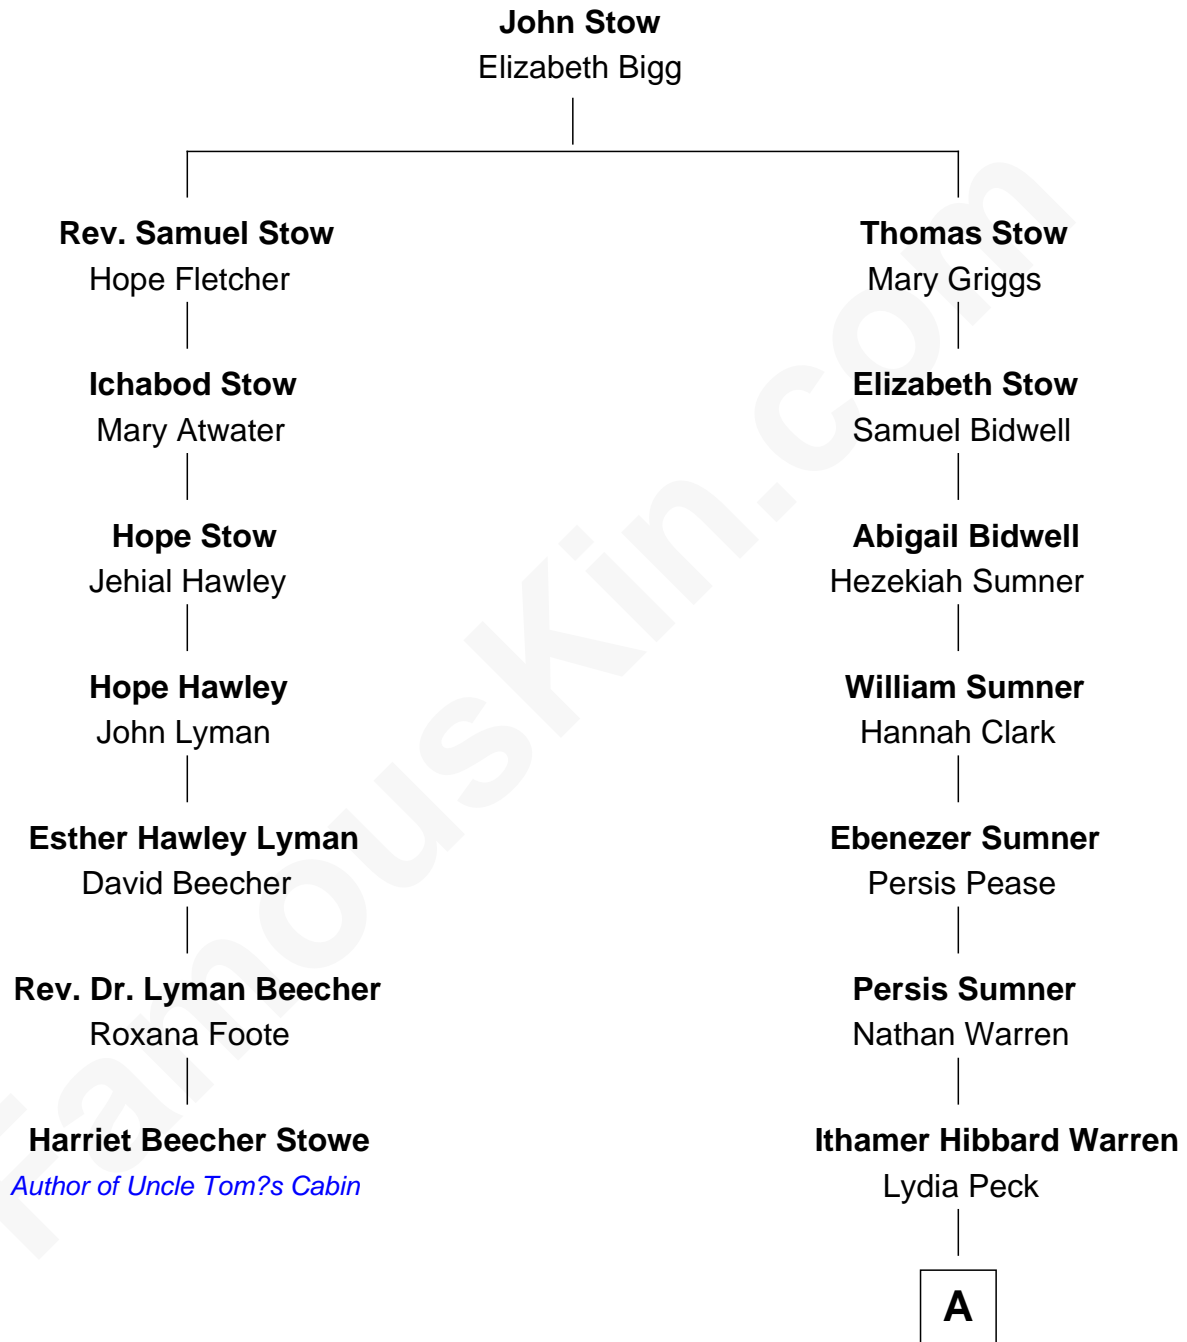 John Stow
Elizabeth Bigg
Rev. Samuel Stow
Hope Fletcher
Ichabod Stow
Mary Atwater
Hope Stow
Jehial Hawley
Hope Hawley
John Lyman
Esther Hawley Lyman
David Beecher
Rev. Dr. Lyman Beecher
Roxana Foote
Harriet Beecher Stowe
Author of Uncle Tom?s Cabin
Thomas Stow
Mary Griggs
Elizabeth Stow
Samuel Bidwell
Abigail Bidwell
Hezekiah Sumner
William Sumner
Hannah Clark
Ebenezer Sumner
Persis Pease
Persis Sumner
Nathan Warren
Ithamer Hibbard Warren
Lydia Peck
A
FamousKin.com